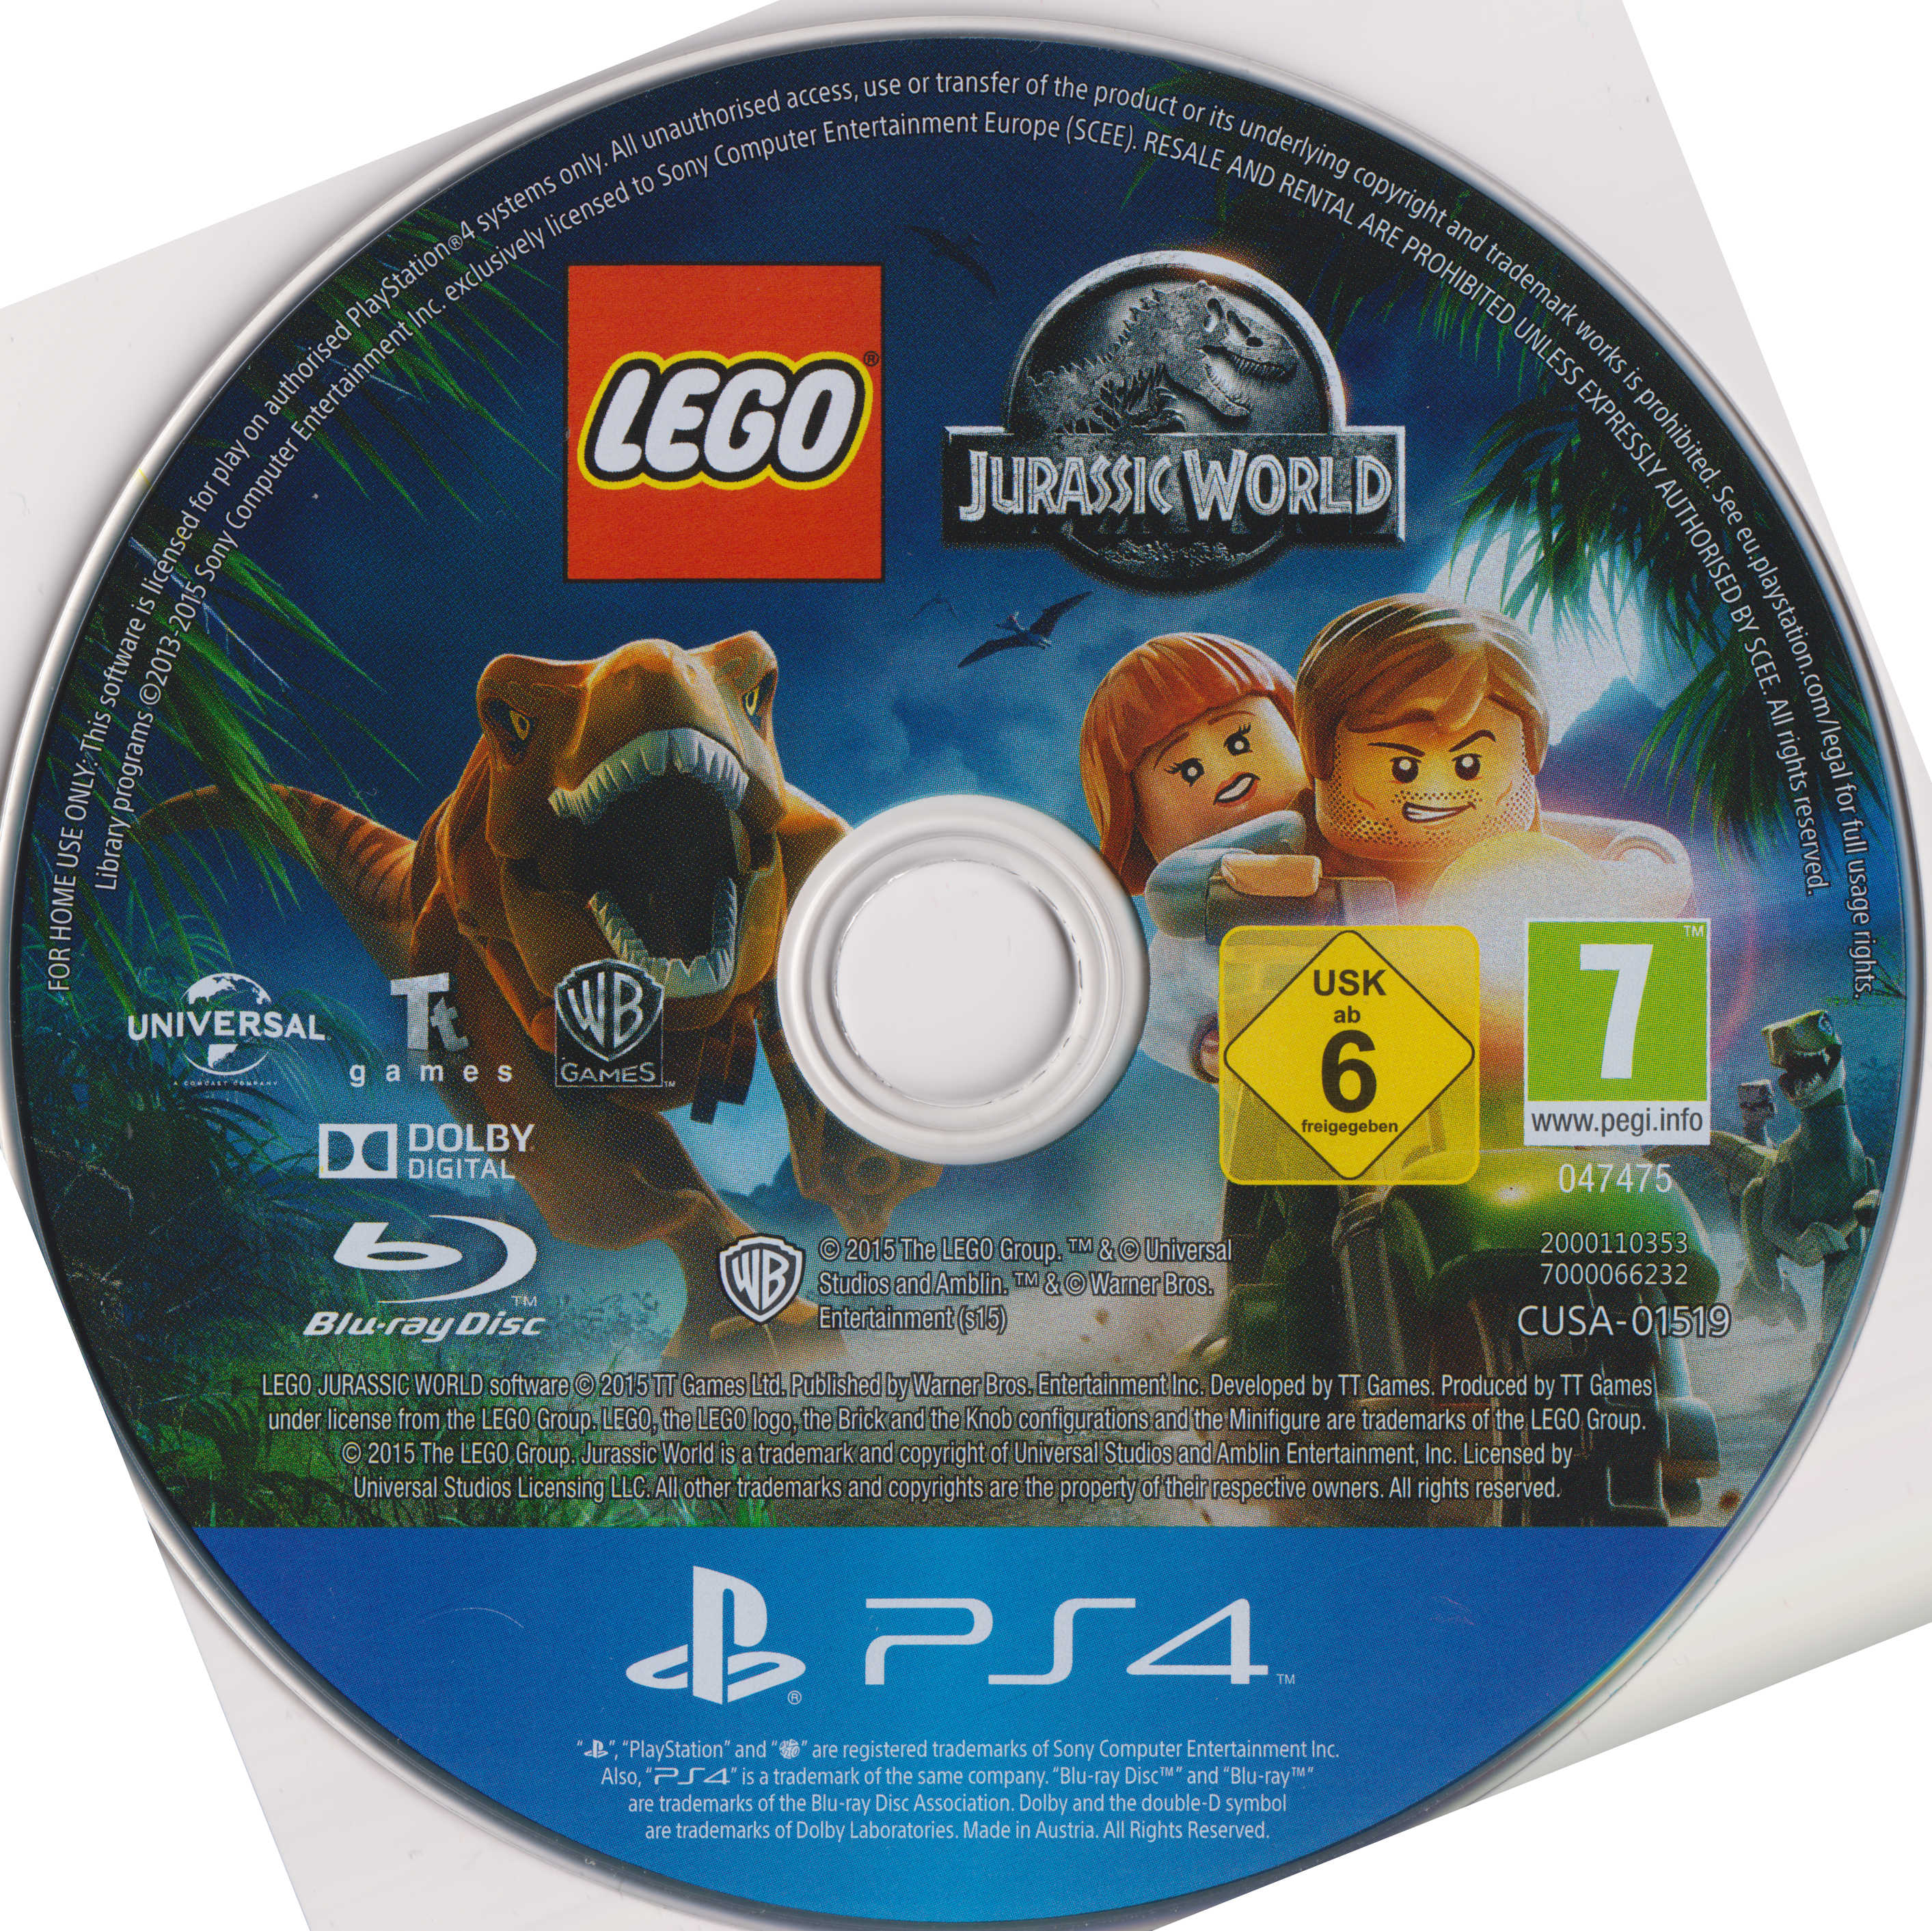 FOR HOME USE ONLY. This software is licensed for play on authorised PlayStation®4 systems only. All unauthorised access, use or transfer of the product or its underlying copyright and trademark works is prohibited. See eu.playstation.com/legal for full usage rights.
Library programs ©2013-2015 Sony Computer Entertainment Inc. exclusively licensed to Sony Computer Entertainment Europe (SCEE). RESALE AND RENTAL ARE PROHIBITED UNLESS EXPRESSLY AUTHORISED BY SCEE. All rights reserved.
LEGO®
JURASSIC WORLD
UNIVERSAL
A COMCAST COMPANY
Tt
games
WB
GAMES™
DOLBY
DIGITAL
Blu-ray Disc™
USK
ab
6
freigegeben
7™
www.pegi.info
047475
2000110353
7000066232
CUSA-01519
WB
© 2015 The LEGO Group. ™ & © Universal
Studios and Amblin. ™ & © Warner Bros.
Entertainment (s15)
LEGO JURASSIC WORLD software © 2015 TT Games Ltd. Published by Warner Bros. Entertainment Inc. Developed by TT Games. Produced by TT Games
under license from the LEGO Group. LEGO, the LEGO logo, the Brick and the Knob configurations and the Minifigure are trademarks of the LEGO Group.
© 2015 The LEGO Group. Jurassic World is a trademark and copyright of Universal Studios and Amblin Entertainment, Inc. Licensed by
Universal Studios Licensing LLC. All other trademarks and copyrights are the property of their respective owners. All rights reserved.
® PS4™
“ ”, “PlayStation” and “ ” are registered trademarks of Sony Computer Entertainment Inc.
Also, “PS4” is a trademark of the same company. “Blu-ray Disc™” and “Blu-ray™”
are trademarks of the Blu-ray Disc Association. Dolby and the double-D symbol
are trademarks of Dolby Laboratories. Made in Austria. All Rights Reserved.